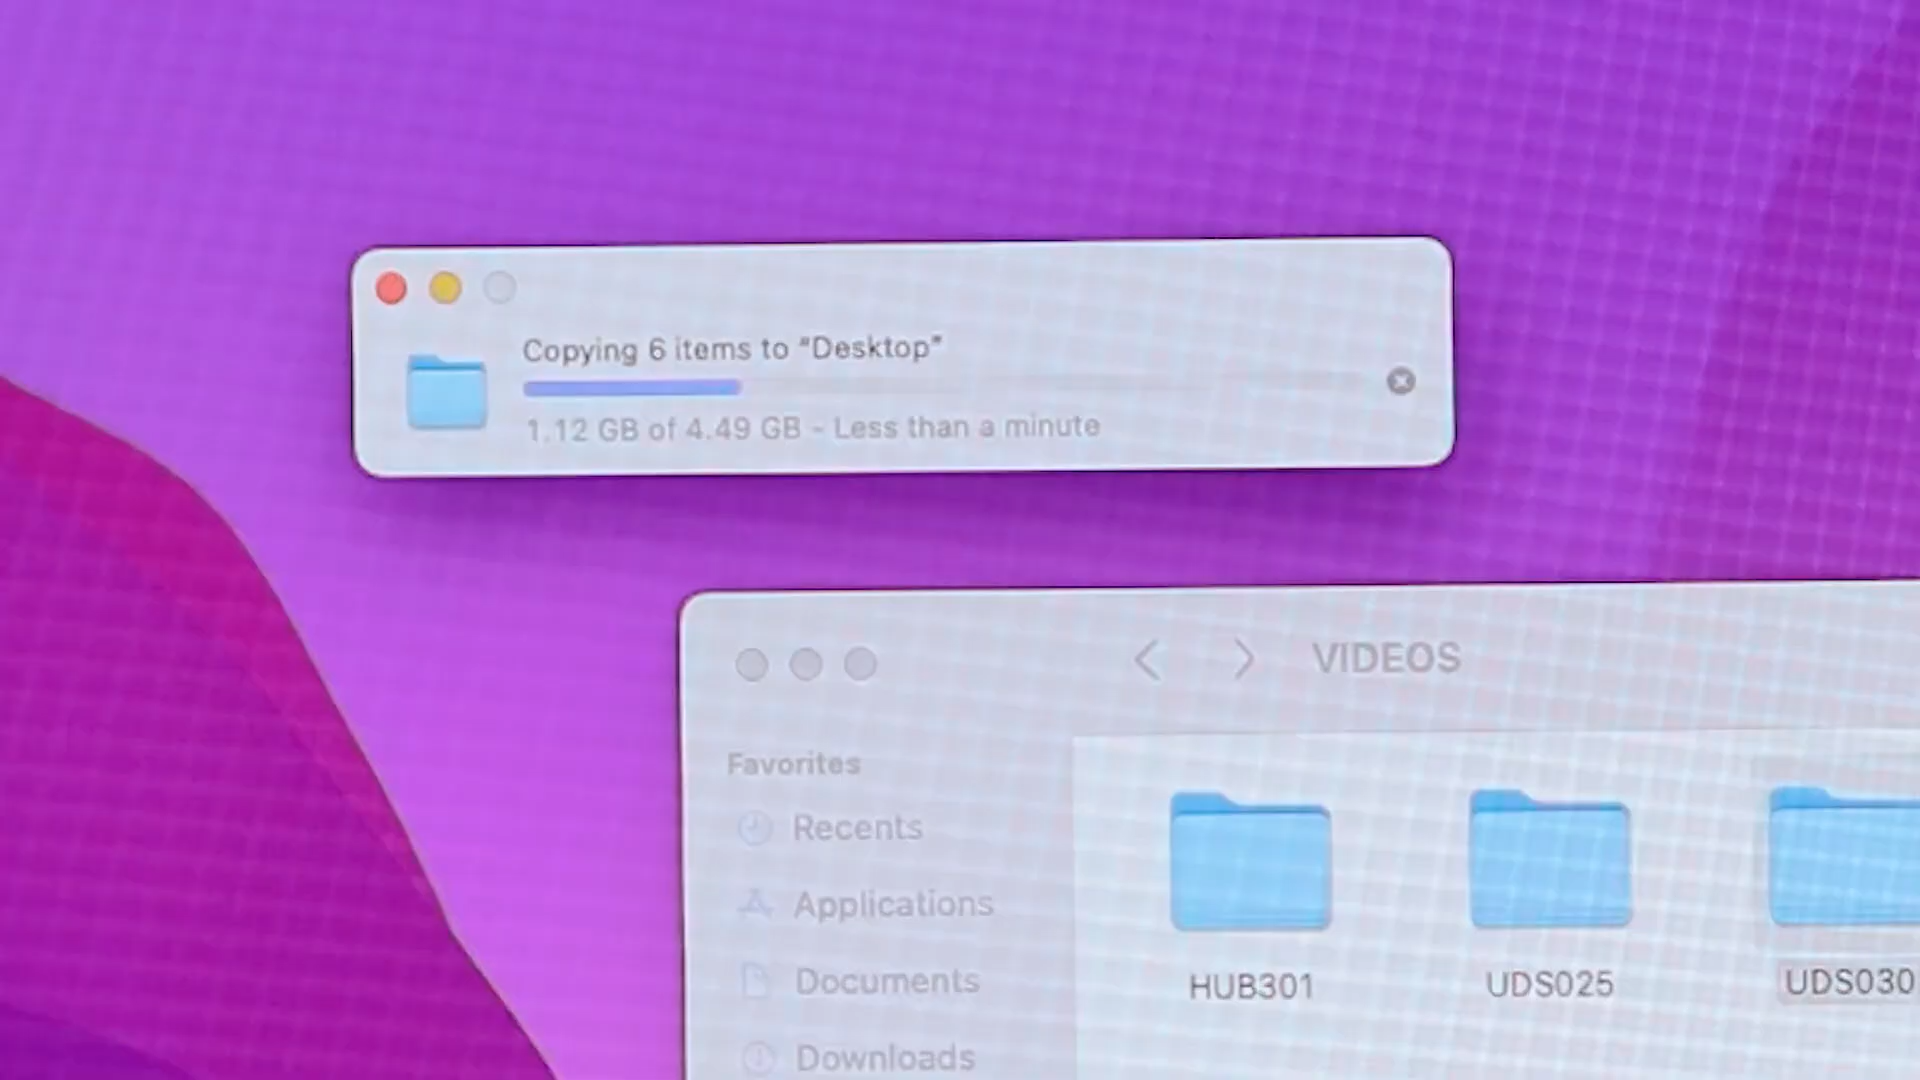 Copying 6 items to “Desktop”
1.12 GB of 4.49 GB - Less than a minute
VIDEOS
Favorites
Recents
Applications
Documents
Downloads
HUB301
UDS025
UDS030